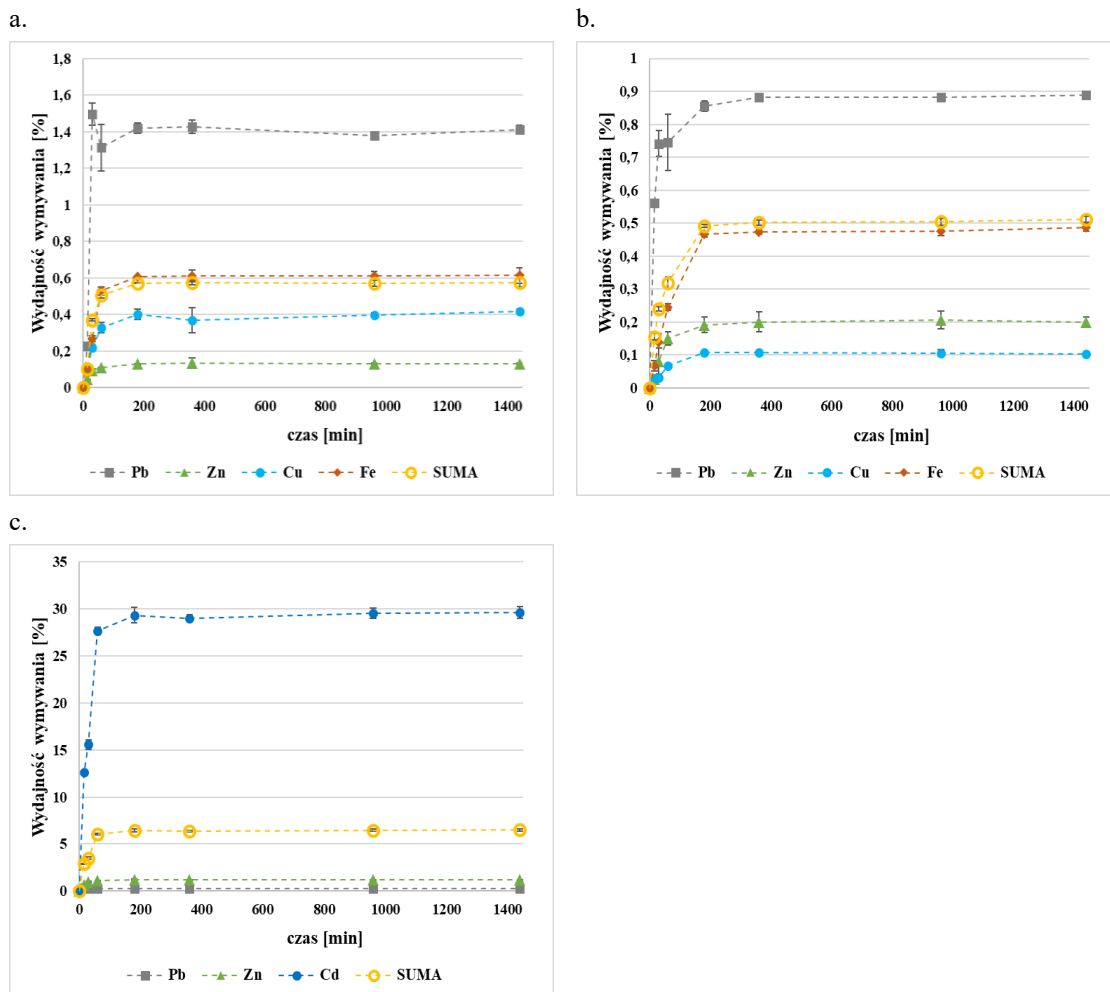 a.
1,8
1,6
1,4
1,2
1
0,8
0,6
0,4
0,2
0
Wydajność wymywania [%]
0 200 400 600 800 1000 1200 1400
czas [min]
Pb Zn Cu Fe SUMA
b.
1
0,9
0,8
0,7
0,6
0,5
0,4
0,3
0,2
0,1
0
Wydajność wymywania [%]
0 200 400 600 800 1000 1200 1400
czas [min]
Pb Zn Cu Fe SUMA
c.
35
30
25
20
15
10
5
0
Wydajność wymywania [%]
0 200 400 600 800 1000 1200 1400
czas [min]
Pb Zn Cd SUMA